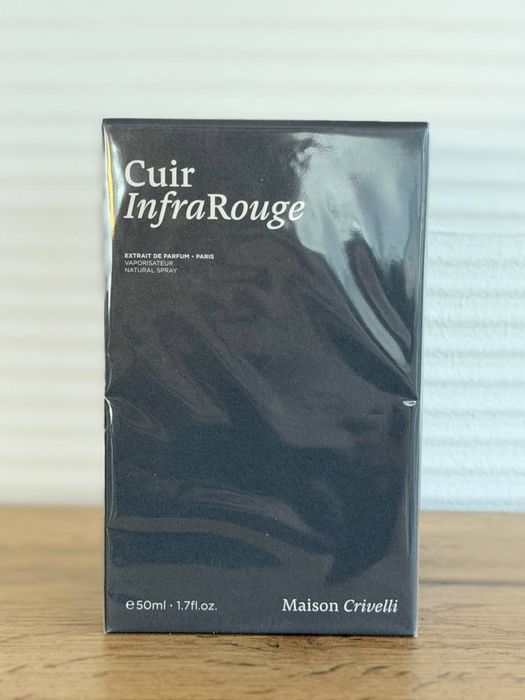 Cuir
InfraRouge
EXTRAIT DE PARFUM • PARIS
VAPORISATEUR
NATURAL SPRAY
℮50ml · 1.7fl.oz.
Maison Crivelli